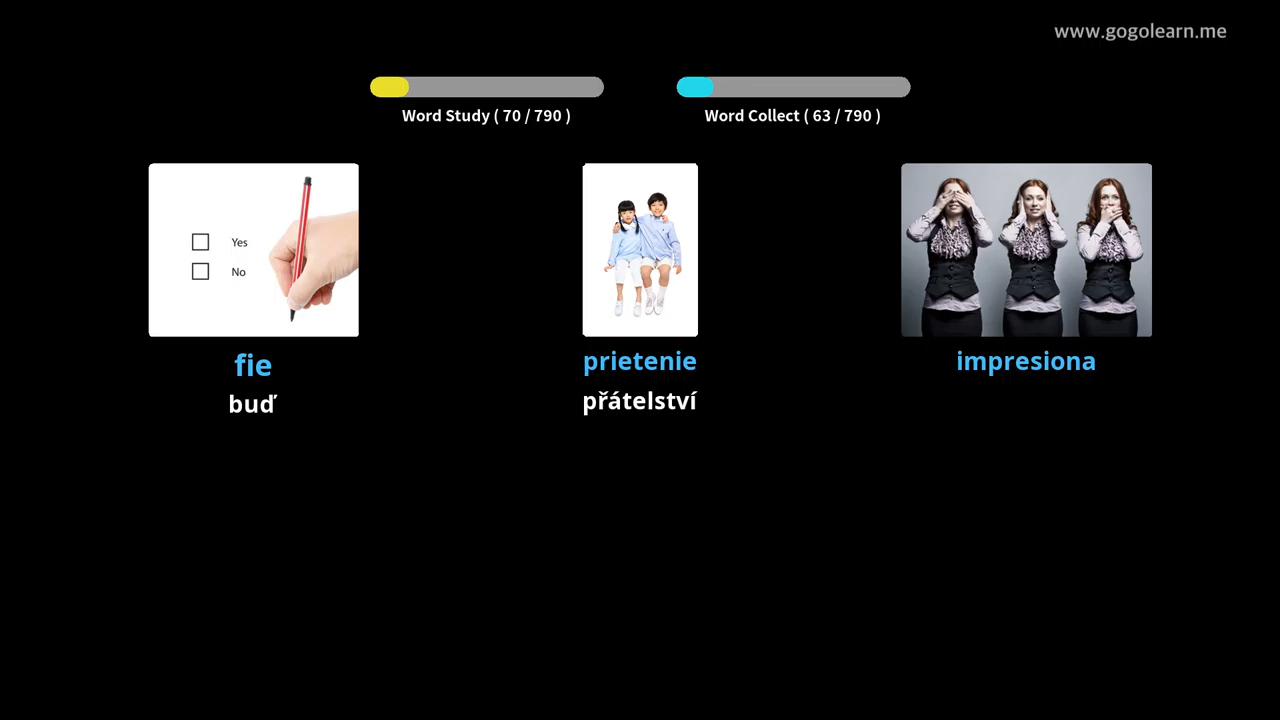 www.gogolearn.me
Word Study ( 70 / 790 )
Word Collect ( 63 / 790 )
Yes
No
fie
buď
prietenie
přátelství
impresiona